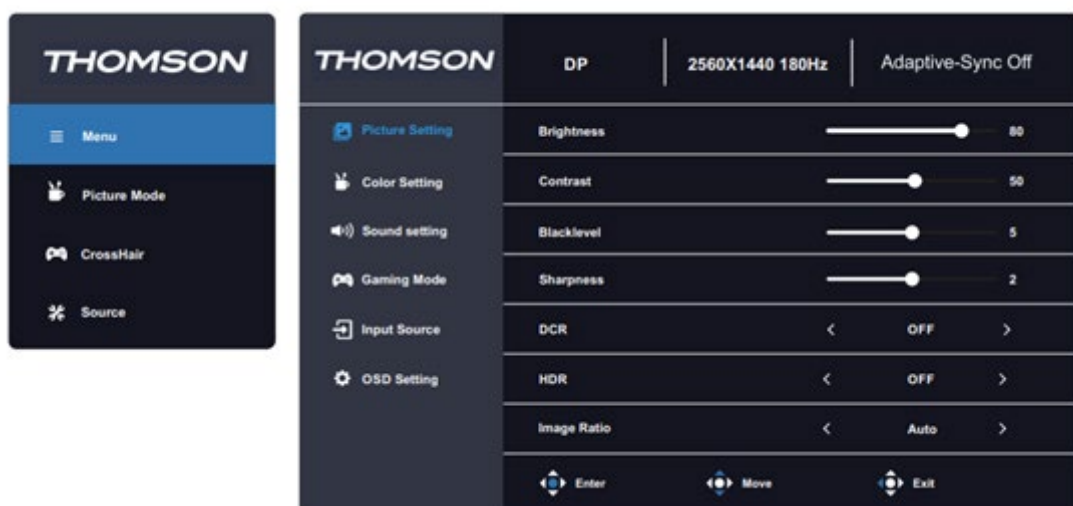 THOMSON
Menu
Picture Mode
CrossHair
Source
THOMSON
DP
2560X1440 180Hz
Adaptive-Sync Off
Picture Setting
Color Setting
Sound setting
Gaming Mode
Input Source
OSD Setting
Brightness 80
Contrast 50
Blacklevel 5
Sharpness 2
DCR < OFF >
HDR < OFF >
Image Ratio < Auto >
Enter Move Exit